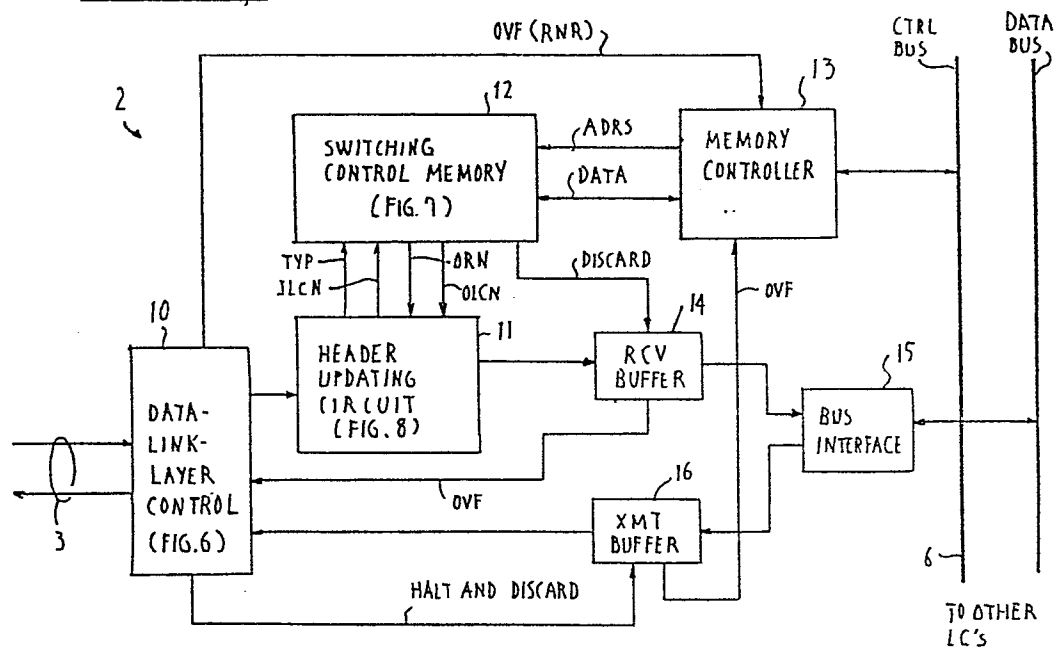 OVF (RNR)
CTRL
BUS
DATA
BUS
2
12
13
SWITCHING
CONTROL MEMORY
(FIG. 7)
ADRS
DATA
MEMORY
CONTROLLER
TYP
ILCN
ORN
OLCN
DISCARD
OVF
10
11
14
15
HEADER
UPDATING
CIRCUIT
(FIG. 8)
RCV
BUFFER
DATA-
LINK-
LAYER
CONTROL
(FIG.6)
BUS
INTERFACE
OVF
16
XMT
BUFFER
3
6
HALT AND DISCARD
TO OTHER
LC's